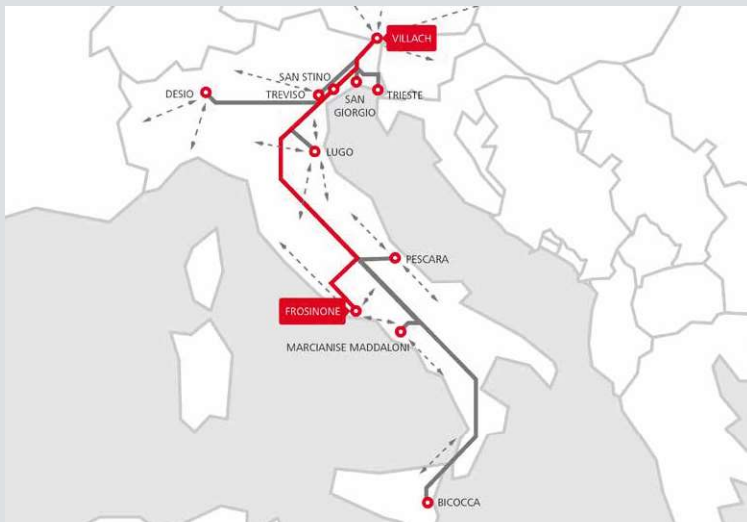 VILLACH
SAN STINO
DESIO
TREVISO
SAN
GIORGIO
TRIESTE
LUGO
PESCARA
FROSINONE
MARCIANISE MADDALONI
BICOCCA